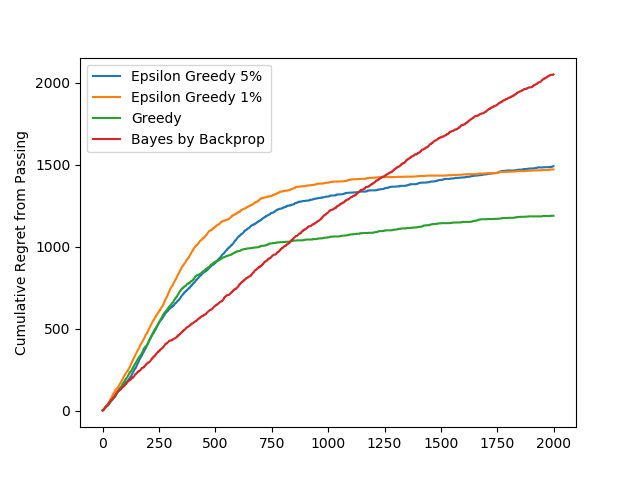 Epsilon Greedy 5%
Epsilon Greedy 1%
Greedy
Bayes by Backprop
Cumulative Regret from Passing
2000
1500
1000
500
0
0 250 500 750 1000 1250 1500 1750 2000